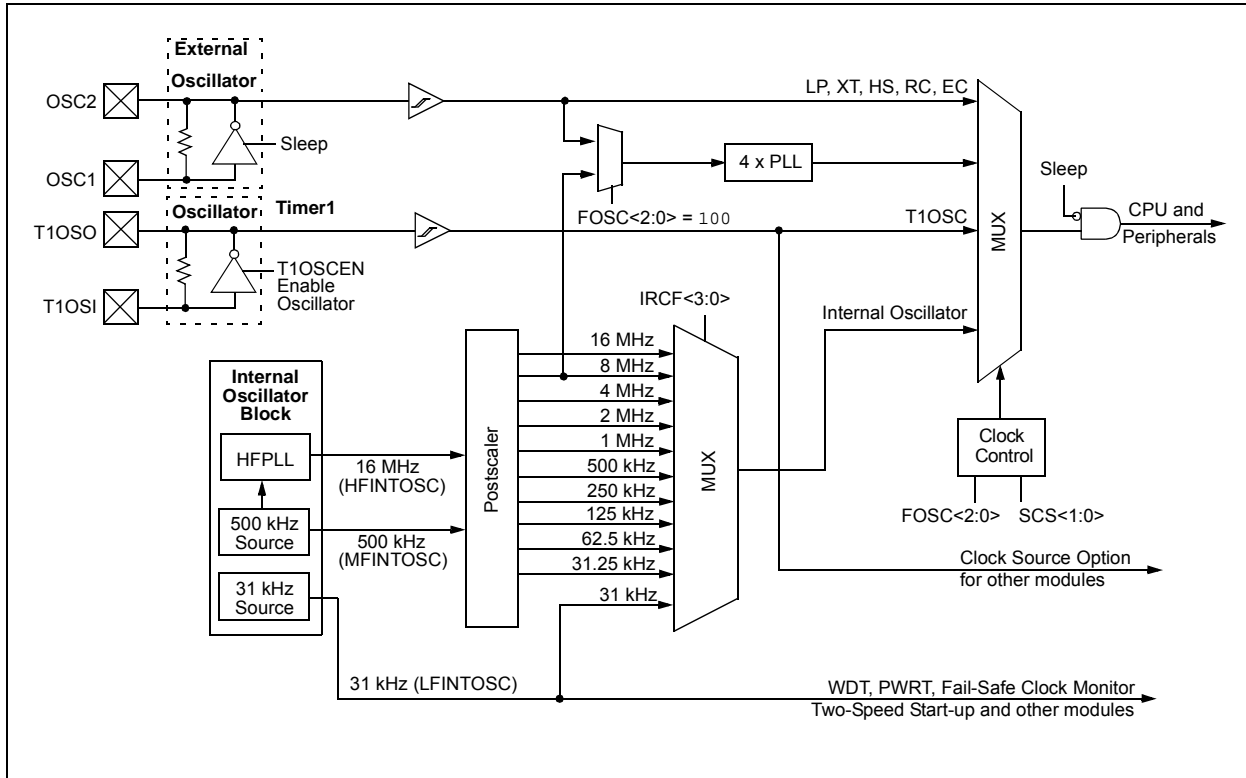 External
Oscillator
OSC2
Sleep
OSC1
LP, XT, HS, RC, EC
4 x PLL
FOSC<2:0> = 100
Sleep
CPU and
Peripherals
MUX
Oscillator
Timer1
T1OSO
T1OSCEN
Enable
Oscillator
T1OSI
T1OSC
IRCF<3:0>
Internal Oscillator
Internal
Oscillator
Block
HFPLL
500 kHz
Source
31 kHz
Source
16 MHz
(HFINTOSC)
500 kHz
(MFINTOSC)
Postscaler
16 MHz
8 MHz
4 MHz
2 MHz
1 MHz
500 kHz
250 kHz
125 kHz
62.5 kHz
31.25 kHz
31 kHz
MUX
Clock
Control
FOSC<2:0>
SCS<1:0>
Clock Source Option
for other modules
31 kHz (LFINTOSC)
WDT, PWRT, Fail-Safe Clock Monitor
Two-Speed Start-up and other modules